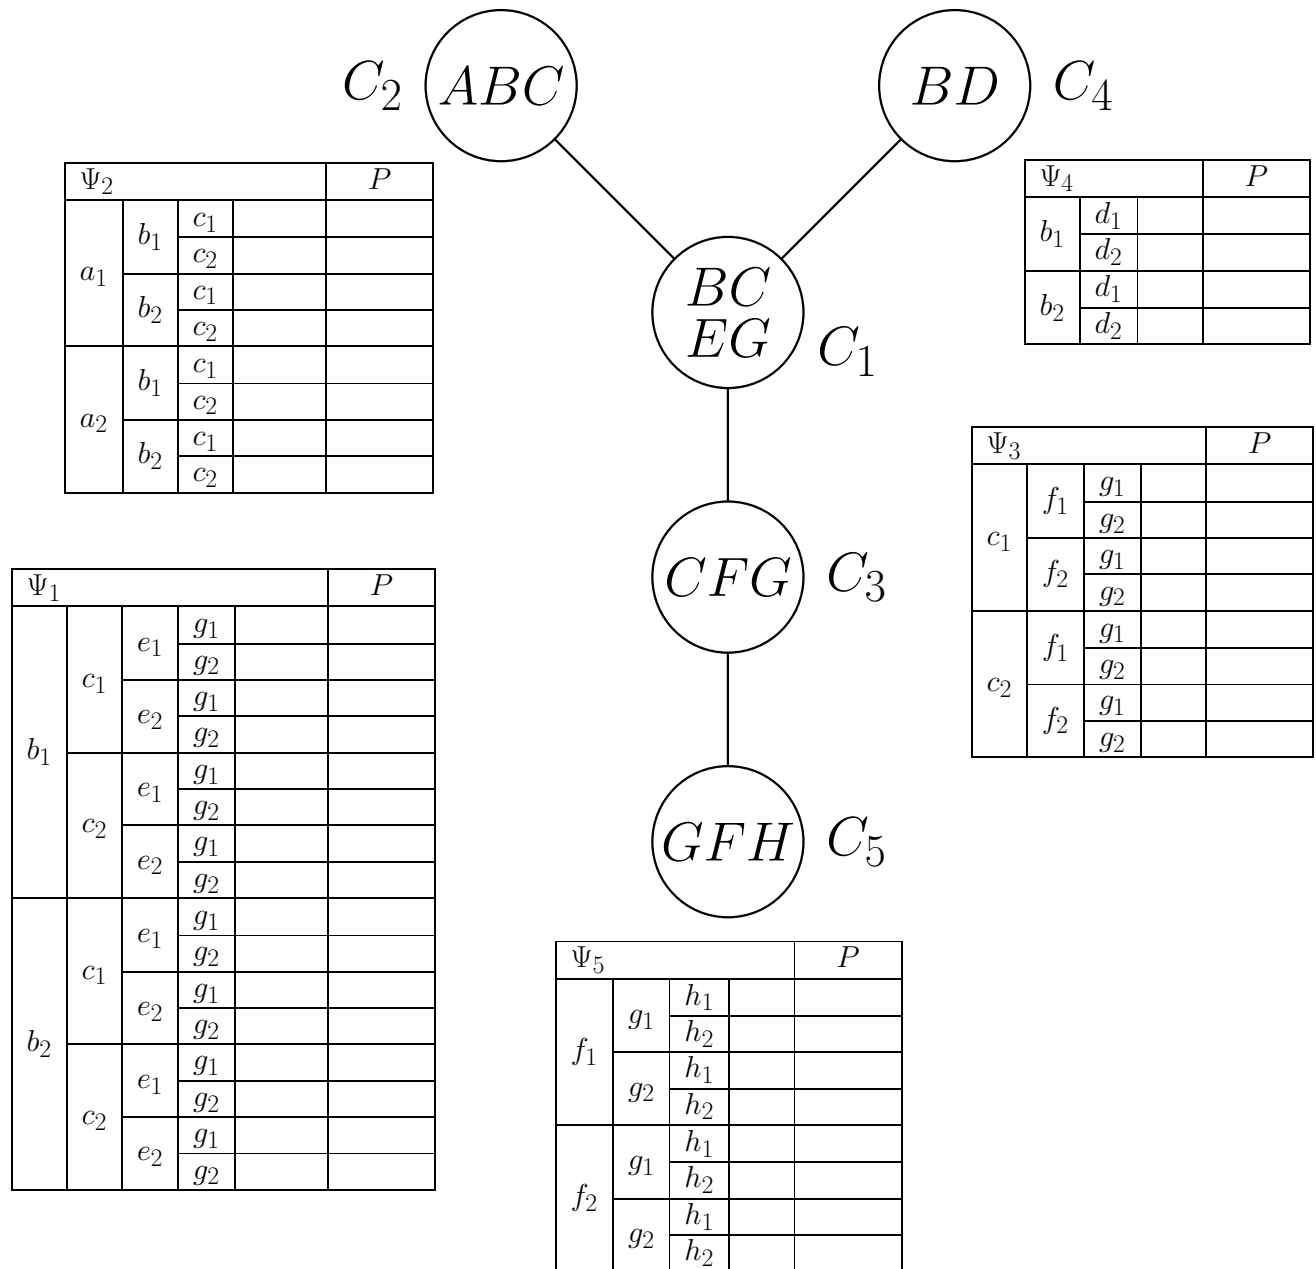 C₂ ABC
BD C₄
BC
EG C₁
CFG C₃
GFH C₅
Ψ₂ P
a₁ b₁ c₁
c₂
b₂ c₁
c₂
a₂ b₁ c₁
c₂
b₂ c₁
c₂
Ψ₄ P
b₁ d₁
d₂
b₂ d₁
d₂
Ψ₃ P
c₁ f₁ g₁
g₂
f₂ g₁
g₂
c₂ f₁ g₁
g₂
f₂ g₁
g₂
Ψ₁ P
b₁ c₁ e₁ g₁
g₂
e₂ g₁
g₂
c₂ e₁ g₁
g₂
e₂ g₁
g₂
b₂ c₁ e₁ g₁
g₂
e₂ g₁
g₂
c₂ e₁ g₁
g₂
e₂ g₁
g₂
Ψ₅ P
f₁ g₁ h₁
h₂
g₂ h₁
h₂
f₂ g₁ h₁
h₂
g₂ h₁
h₂